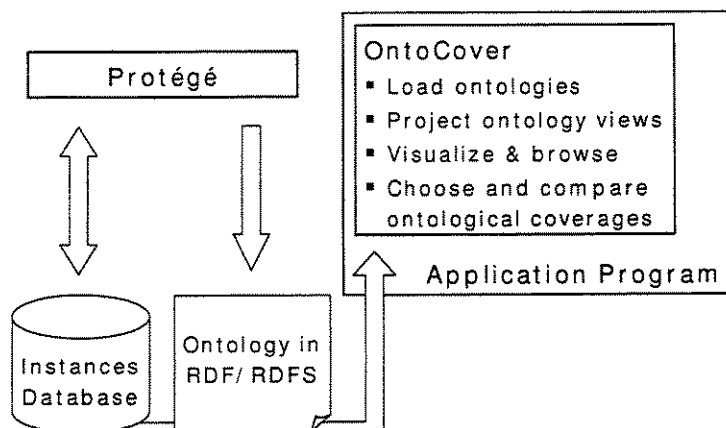 Protégé
OntoCover
▪ Load ontologies
▪ Project ontology views
▪ Visualize & browse
▪ Choose and compare
ontological coverages
Application Program
Instances
Database
Ontology in
RDF/ RDFS